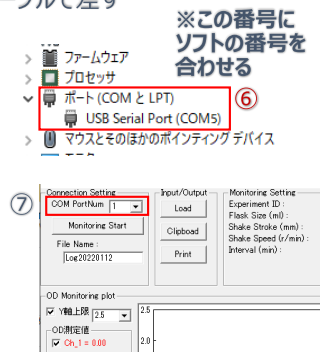 ーブルで差す
※この番号に
ソフトの番号を
合わせる
ファームウェア
プロセッサ
ポート (COM と LPT)
⑥
USB Serial Port (COM5)
マウスとそのほかのポインティング デバイス
⑦
Connection Setting
COM PortNum 1
Monitoring Start
File Name :
Log20220112
Input/Output
Load
Clipboad
Print
Monitoring Setting
Experiment ID :
Flask Size (ml) :
Shake Stroke (mm) :
Shake Speed (r/min) :
Interval (min) :
OD Monitoring plot
Y軸上限 2.5
OD測定値
Ch_1 = 0.00
2.5
2.0